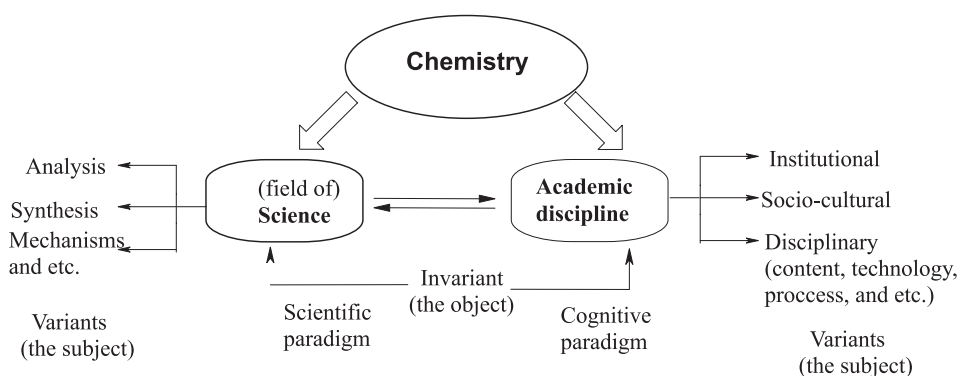 Chemistry
Analysis
Synthesis
Mechanisms
and etc.
(field of)
Science
Academic
discipline
Institutional
Socio-cultural
Disciplinary
(content, technology,
proccess, and etc.)
Invariant
(the object)
Scientific
paradigm
Cognitive
paradigm
Variants
(the subject)
Variants
(the subject)